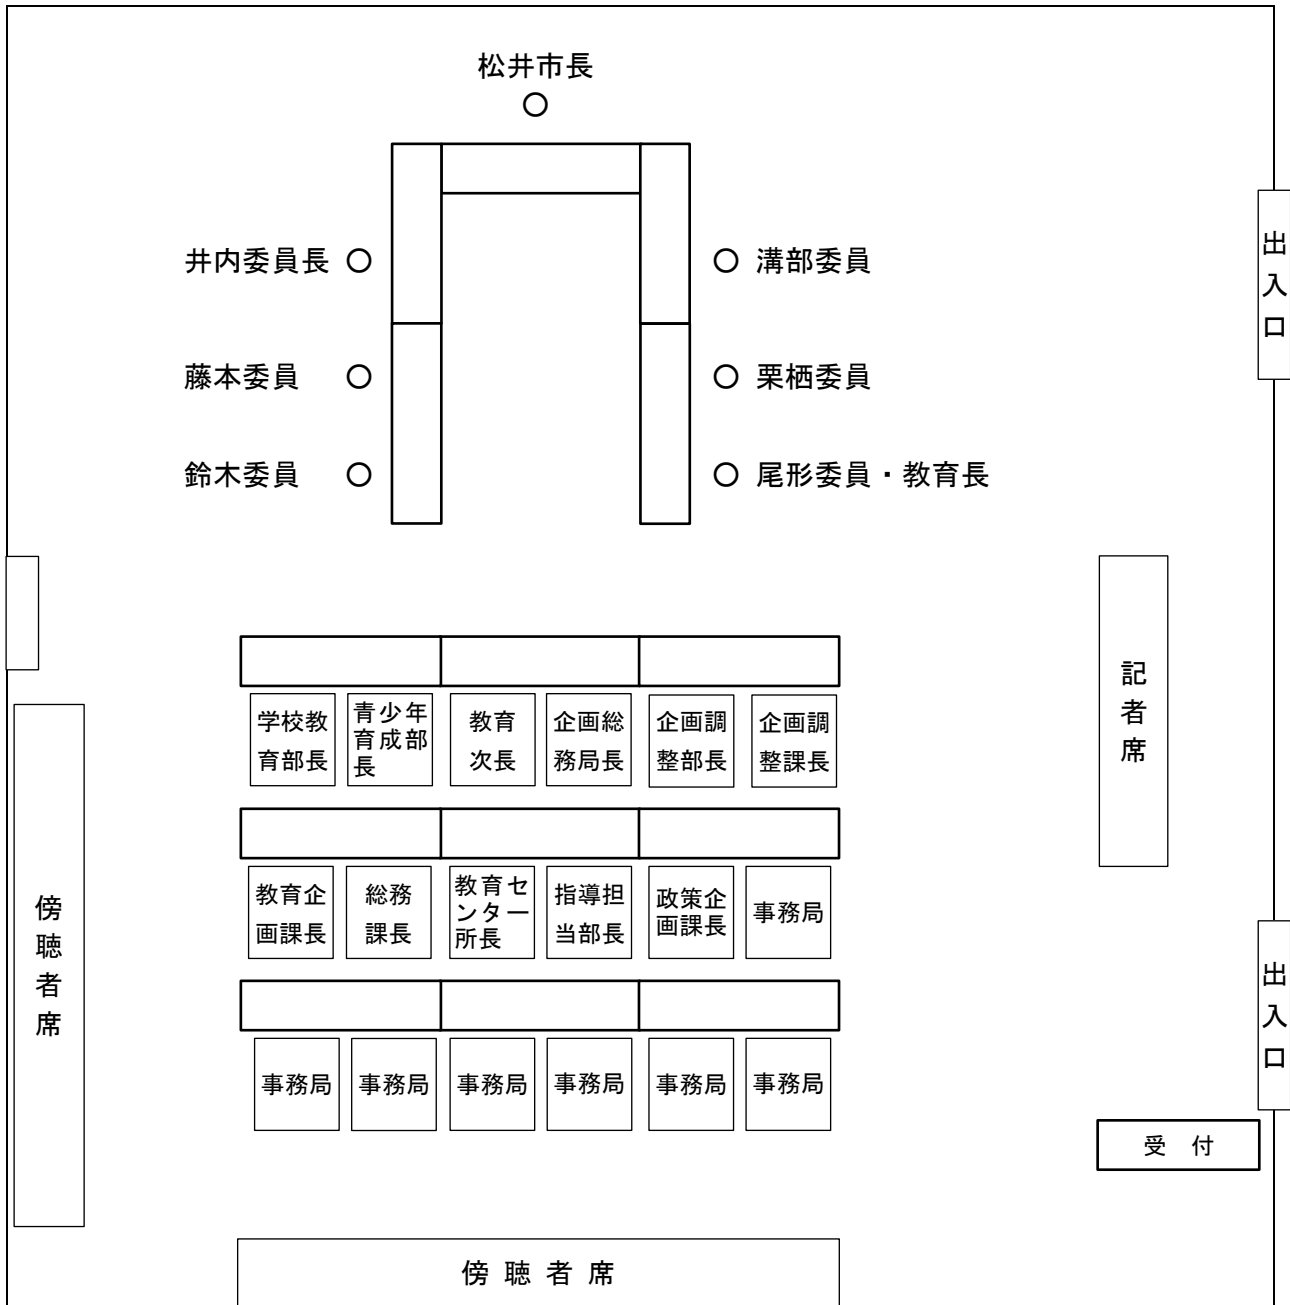 松井市長
井内委員長
溝部委員
藤本委員
栗栖委員
鈴木委員
尾形委員・教育長
出入口
記者席
学校教
育部長
青少年
育成部
長
教育
次長
企画総
務局長
企画調
整部長
企画調
整課長
教育企
画課長
総務
課長
教育セ
ンター
所長
指導担
当部長
政策企
画課長
事務局
傍聴者席
出入口
事務局
事務局
事務局
事務局
事務局
事務局
受 付
傍聴者席